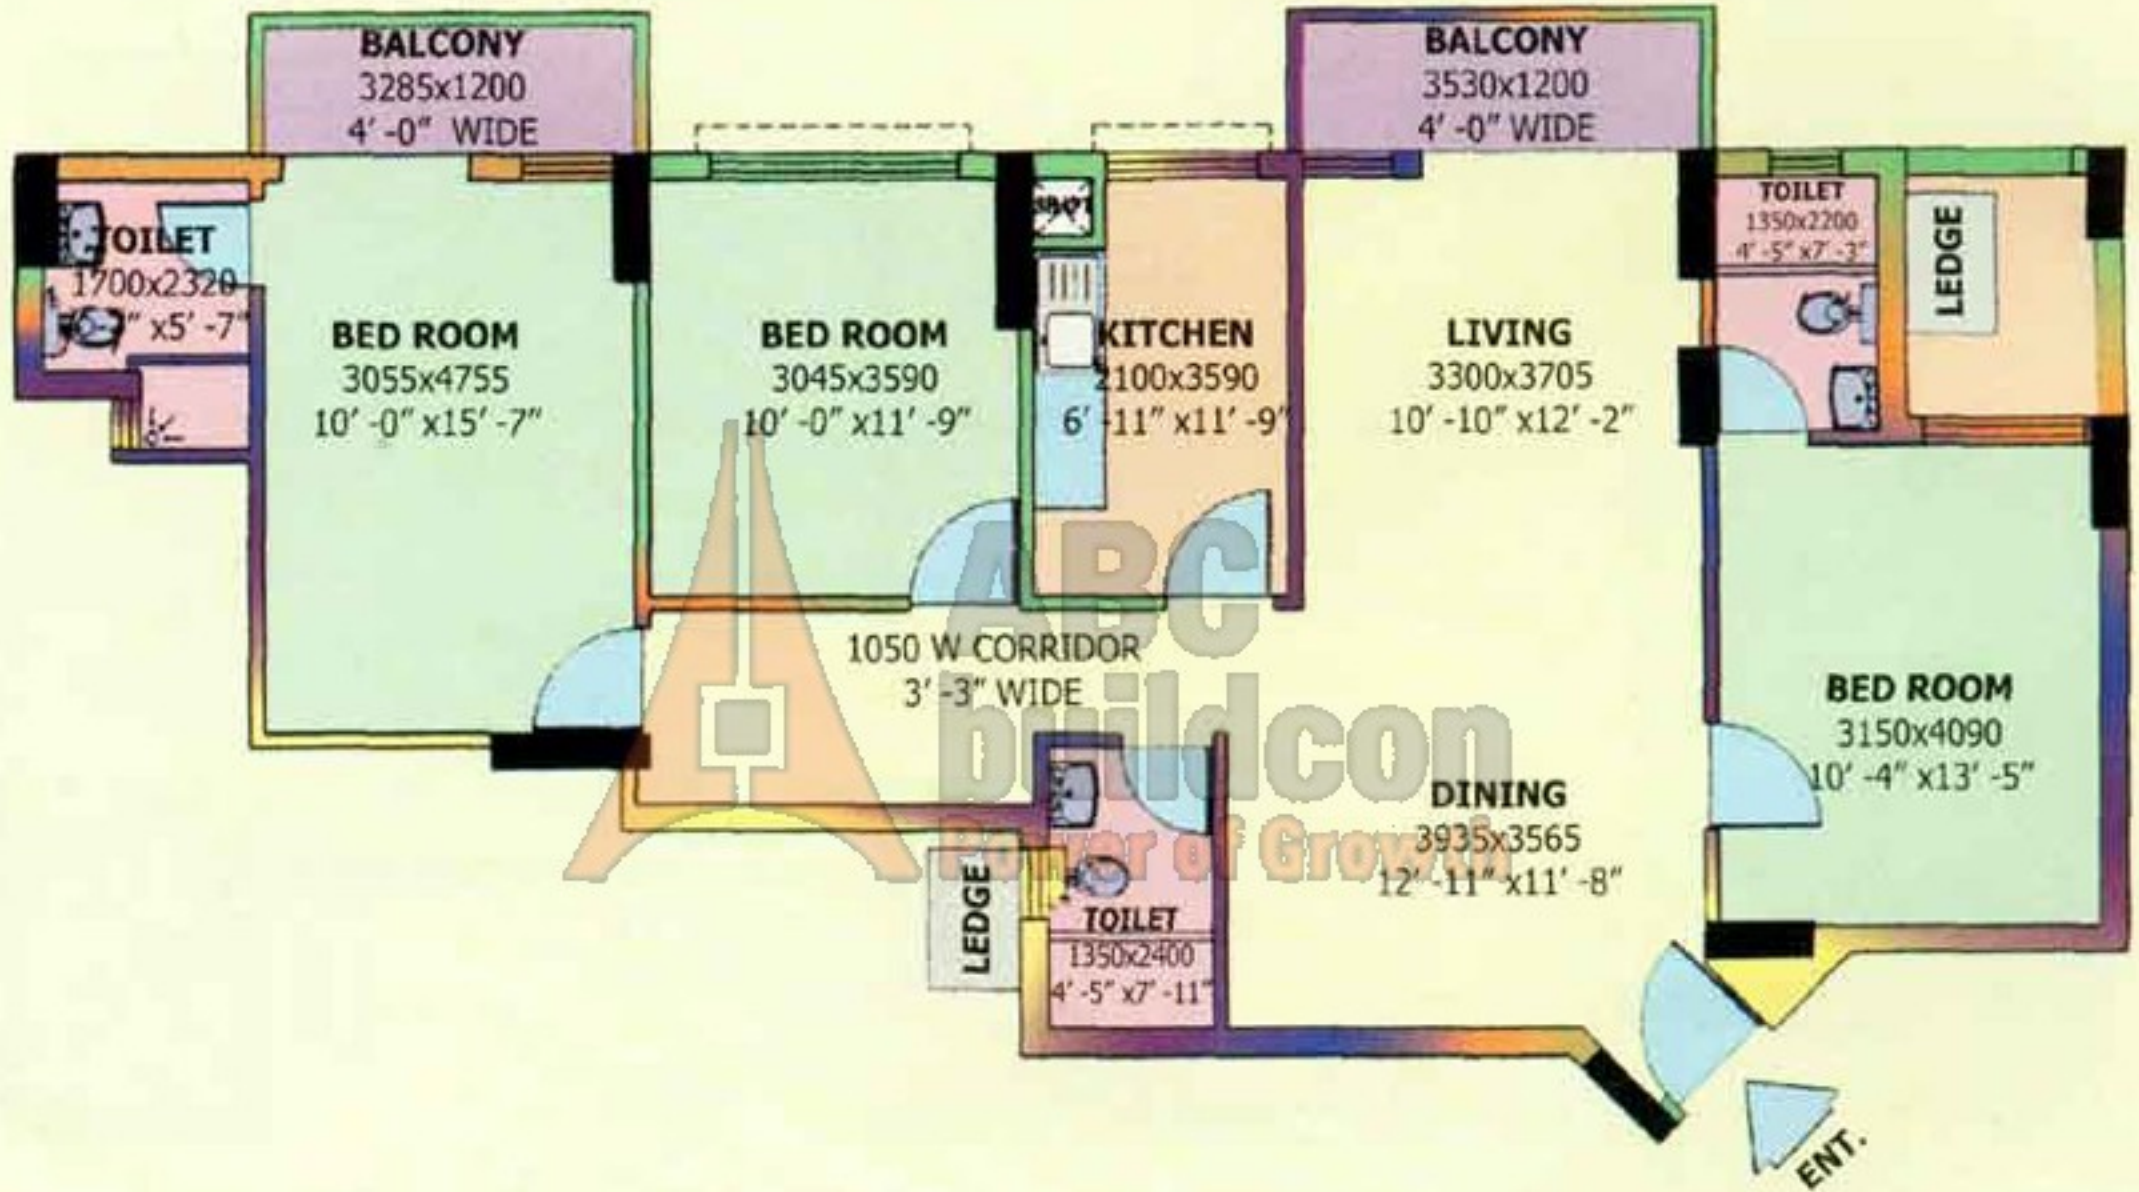 BALCONY
3285x1200
4' -0" WIDE
BALCONY
3530x1200
4' -0" WIDE
TOILET
1700x2320
" x5' -7"
BED ROOM
3055x4755
10' -0" x15' -7"
BED ROOM
3045x3590
10' -0" x11' -9"
KITCHEN
2100x3590
6' -11" x11' -9"
LIVING
3300x3705
10' -10" x12' -2"
TOILET
1350x2200
4' -5" x7' -3"
LEDGE
1050 W CORRIDOR
3' -3" WIDE
ABC
buildcon
Power of Growth
BED ROOM
3150x4090
10' -4" x13' -5"
DINING
3935x3565
12' -11" x11' -8"
LEDGE
TOILET
1350x2400
4' -5" x7' -11"
ENT.